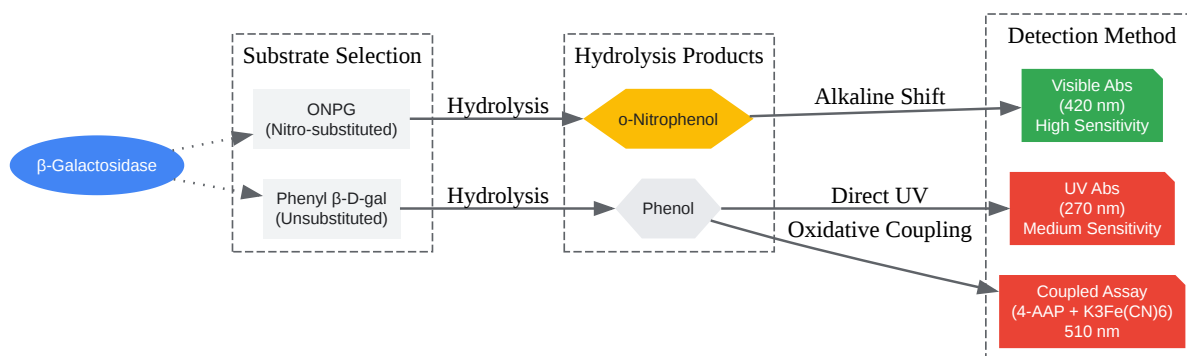 Substrate Selection
Hydrolysis Products
Detection Method
β-Galactosidase
ONPG
(Nitro-substituted)
Hydrolysis
o-Nitrophenol
Alkaline Shift
Visible Abs
(420 nm)
High Sensitivity
Phenyl β-D-gal
(Unsubstituted)
Hydrolysis
Phenol
Direct UV
UV Abs
(270 nm)
Medium Sensitivity
Oxidative Coupling
Coupled Assay
(4-AAP + K3Fe(CN)6)
510 nm